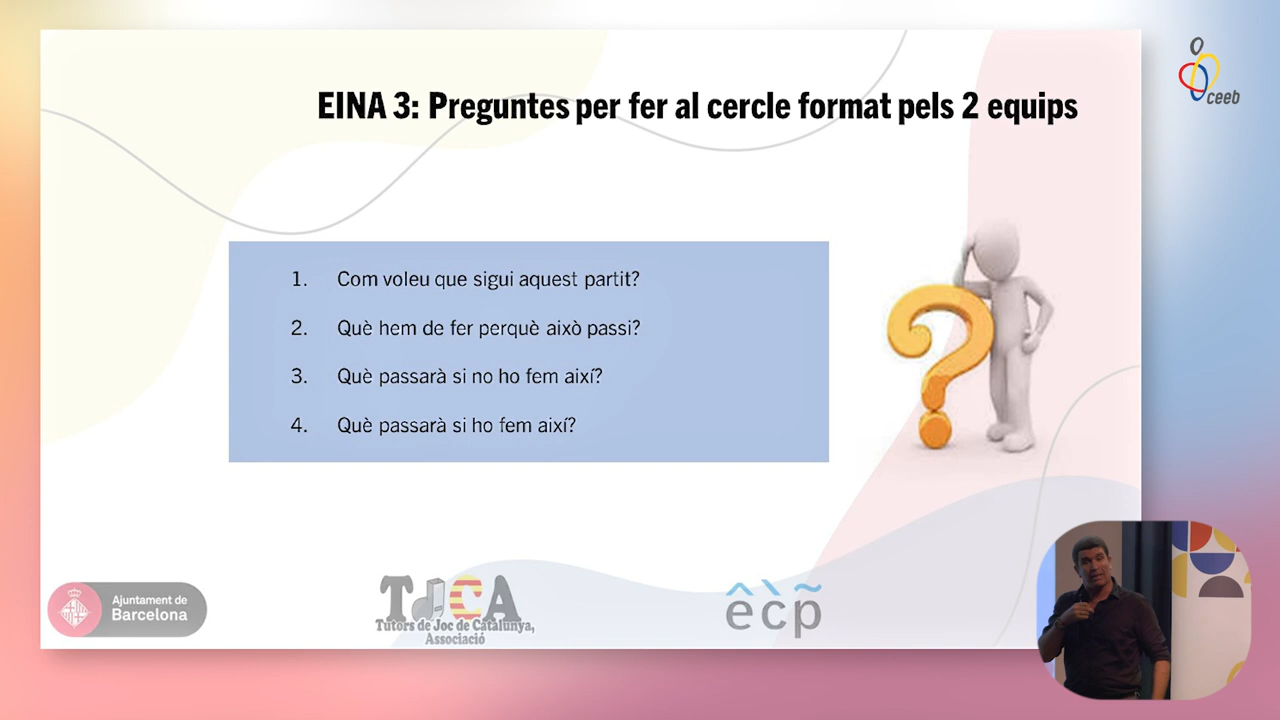 EINA 3: Preguntes per fer al cercle format pels 2 equips
ceeb
1. Com voleu que sigui aquest partit?
2. Què hem de fer perquè això passi?
3. Què passarà si no ho fem així?
4. Què passarà si ho fem així?
Ajuntament de
Barcelona
TJCA
Tutors de Joc de Catalunya,
Associació
ecp